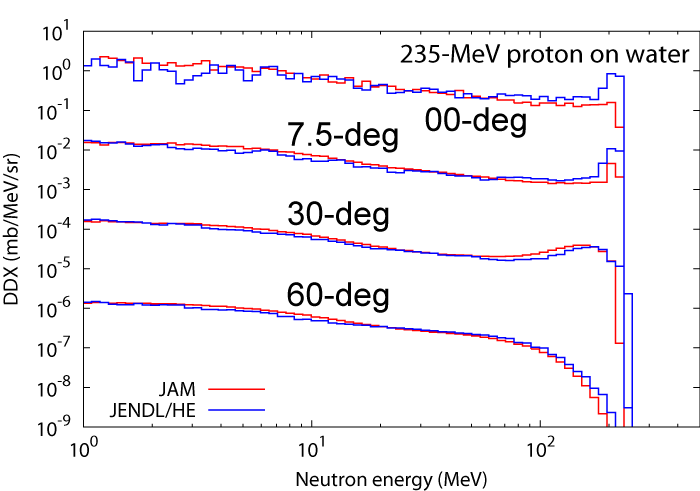 10^1
235-MeV proton on water
10^0
10^-1
00-deg
7.5-deg
10^-2
10^-3
30-deg
10^-4
10^-5
60-deg
10^-6
10^-7
10^-8
10^-9
DDX (mb/MeV/sr)
JAM
JENDL/HE
10^0 10^1 10^2
Neutron energy (MeV)